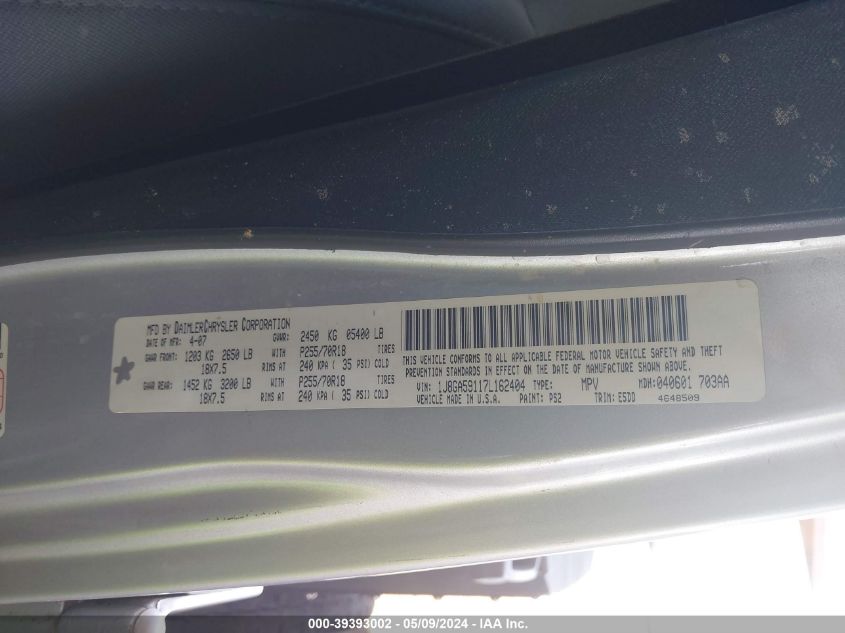 MFD BY DAIMLERCHRYSLER CORPORATION
DATE OF MFR: 4-07 GVWR: 2450 KG 05400 LB
GAWR FRONT: 1203 KG 2650 LB WITH P255/70R18 TIRES
18X7.5 RIMS AT 240 KPA ( 35 PSI) COLD
GAWR REAR: 1452 KG 3200 LB WITH P255/70R18 TIRES
18X7.5 RIMS AT 240 KPA ( 35 PSI) COLD
THIS VEHICLE CONFORMS TO ALL APPLICABLE FEDERAL MOTOR VEHICLE SAFETY AND THEFT
PREVENTION STANDARDS IN EFFECT ON THE DATE OF MANUFACTURE SHOWN ABOVE.
VIN: 1J8GA59117L162404 TYPE: MPV MDH: 040601 703AA
VEHICLE MADE IN U.S.A. PAINT: PS2 TRIM: E5DD 4648509
000-39393002 - 05/09/2024 - IAA Inc.